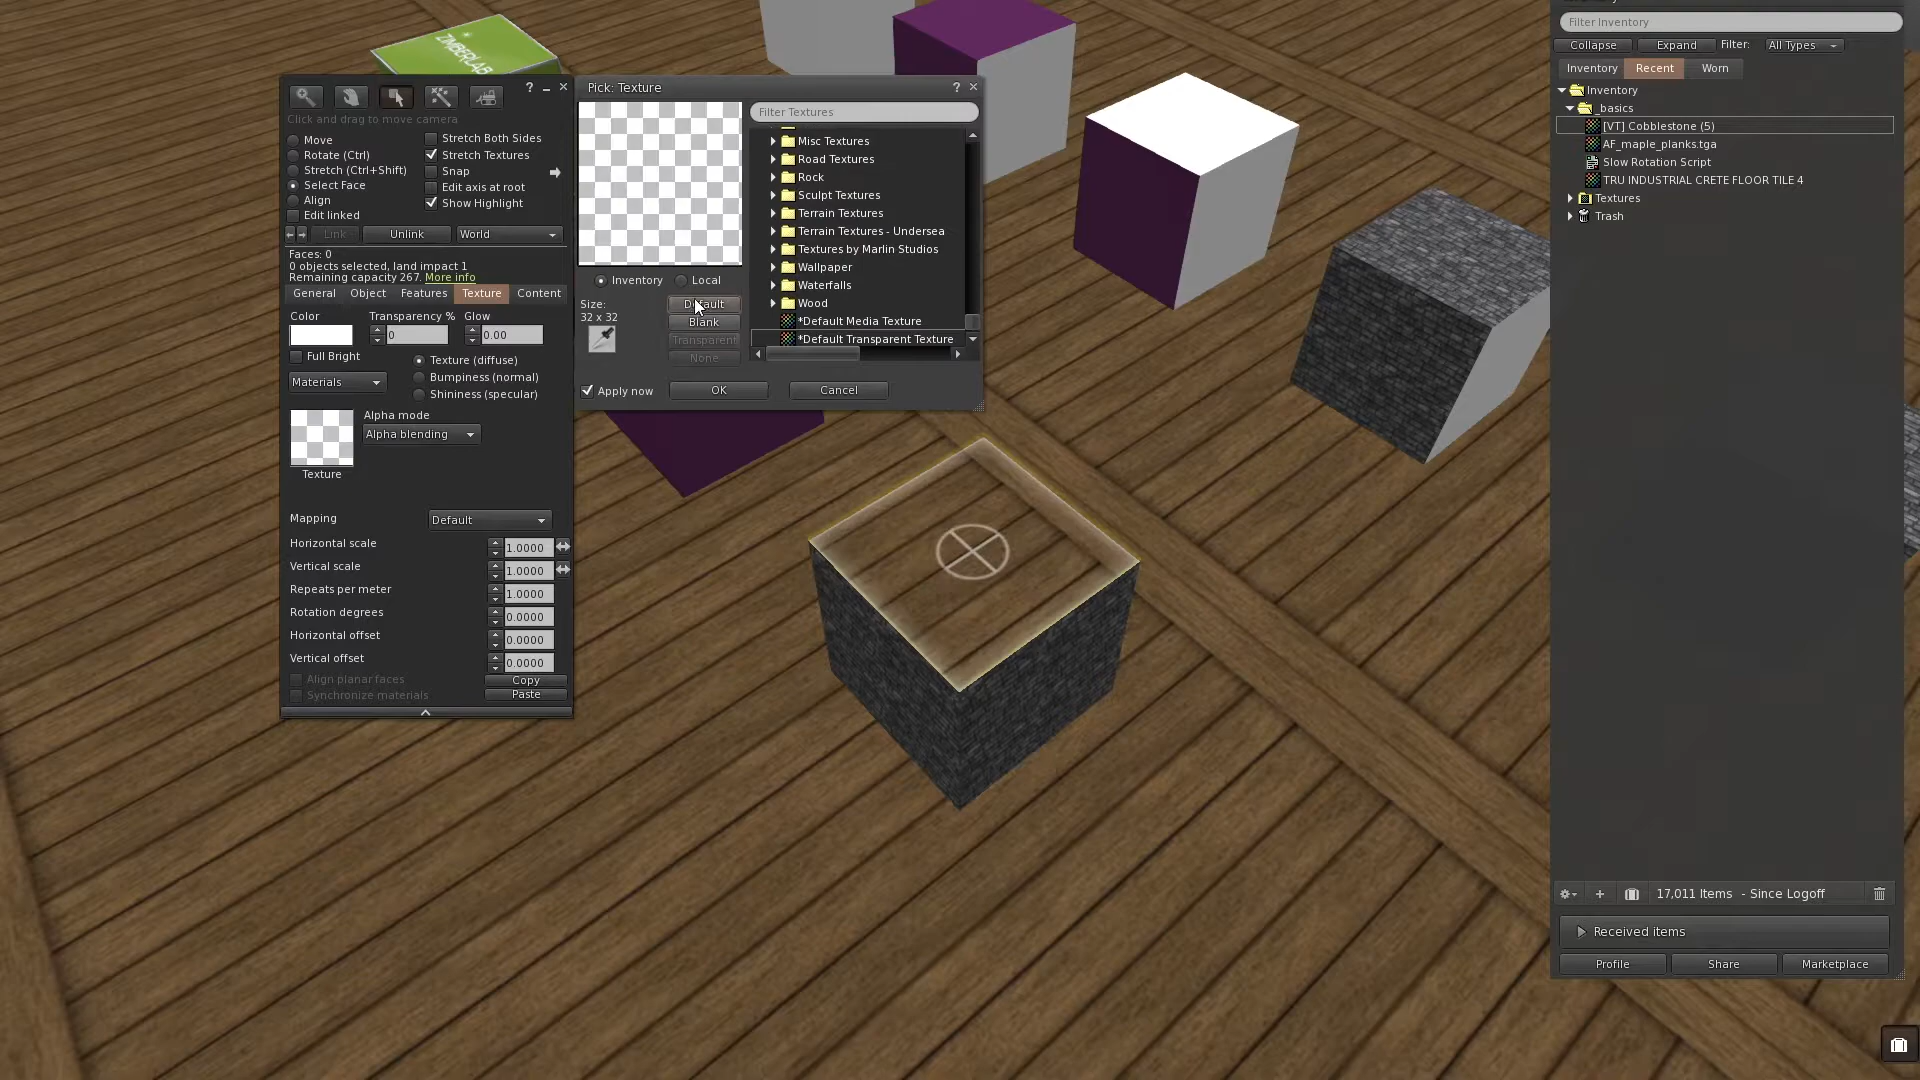 ZIMBERLAB
Click and drag to move camera
Move
Rotate (Ctrl)
Stretch (Ctrl+Shift)
Select Face
Align
Edit linked
Stretch Both Sides
Stretch Textures
Snap
Edit axis at root
Show Highlight
Link
Unlink
World
Faces: 0
0 objects selected, land impact 1
Remaining capacity 267. More info
General
Object
Features
Texture
Content
Color
Transparency %
Glow
0
0.00
Full Bright
Materials
Texture (diffuse)
Bumpiness (normal)
Shininess (specular)
Alpha mode
Alpha blending
Texture
Mapping
Default
Horizontal scale
1.0000
Vertical scale
1.0000
Repeats per meter
1.0000
Rotation degrees
0.0000
Horizontal offset
0.0000
Vertical offset
0.0000
Align planar faces
Synchronize materials
Copy
Paste
Pick: Texture
Filter Textures
Misc Textures
Road Textures
Rock
Sculpt Textures
Terrain Textures
Terrain Textures - Undersea
Textures by Marlin Studios
Wallpaper
Waterfalls
Wood
*Default Media Texture
*Default Transparent Texture
Inventory
Local
Size:
32 x 32
Default
Blank
Transparent
None
Apply now
OK
Cancel
Filter Inventory
Collapse
Expand
Filter:
All Types
Inventory
Recent
Worn
Inventory
_basics
[VT] Cobblestone (5)
AF_maple_planks.tga
Slow Rotation Script
TRU INDUSTRIAL CRETE FLOOR TILE 4
Textures
Trash
17,011 Items - Since Logoff
Received items
Profile
Share
Marketplace